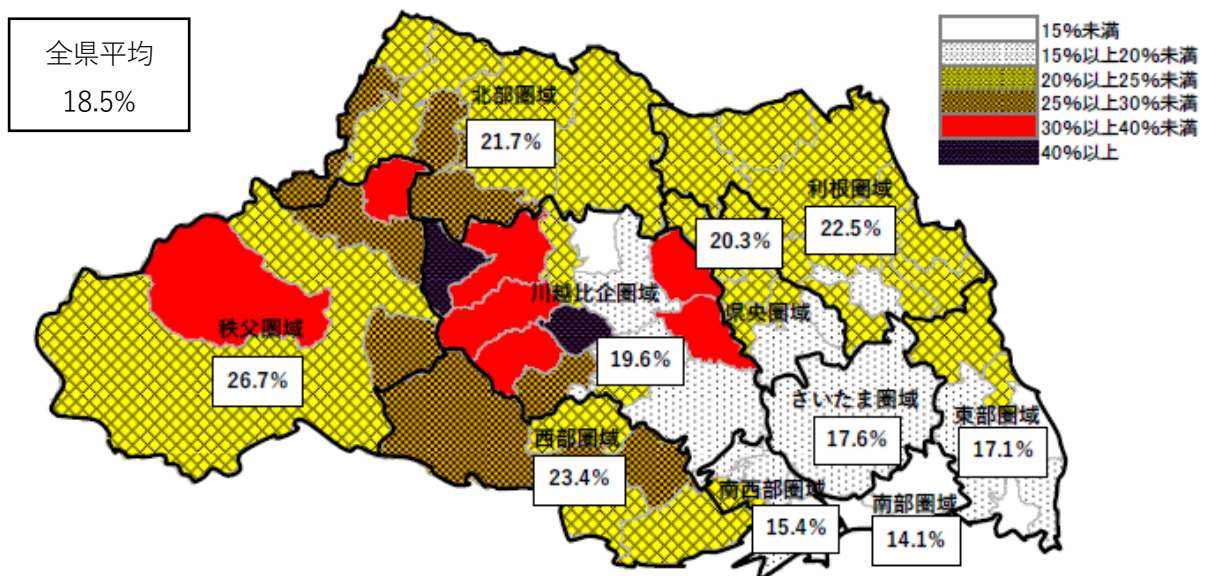 全県平均
18.5%
15%未満
15%以上20%未満
20%以上25%未満
25%以上30%未満
30%以上40%未満
40%以上
北部圏域
21.7%
利根圏域
22.5%
20.3%
県央圏域
川越比企圏域
19.6%
秩父圏域
26.7%
さいたま圏域
17.6%
東部圏域
17.1%
西部圏域
23.4%
南西部圏域
15.4%
南部圏域
14.1%